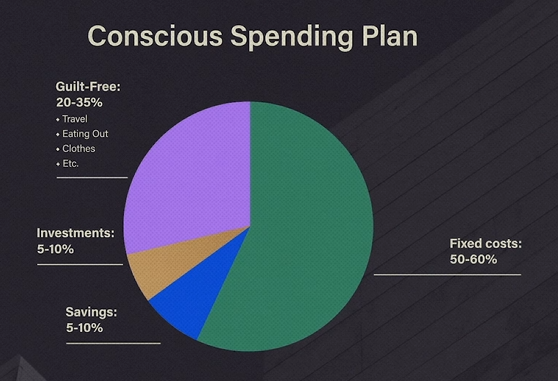 Conscious Spending Plan
Guilt-Free:
20-35%
• Travel
• Eating Out
• Clothes
• Etc.
Investments:
5-10%
Savings:
5-10%
Fixed costs:
50-60%